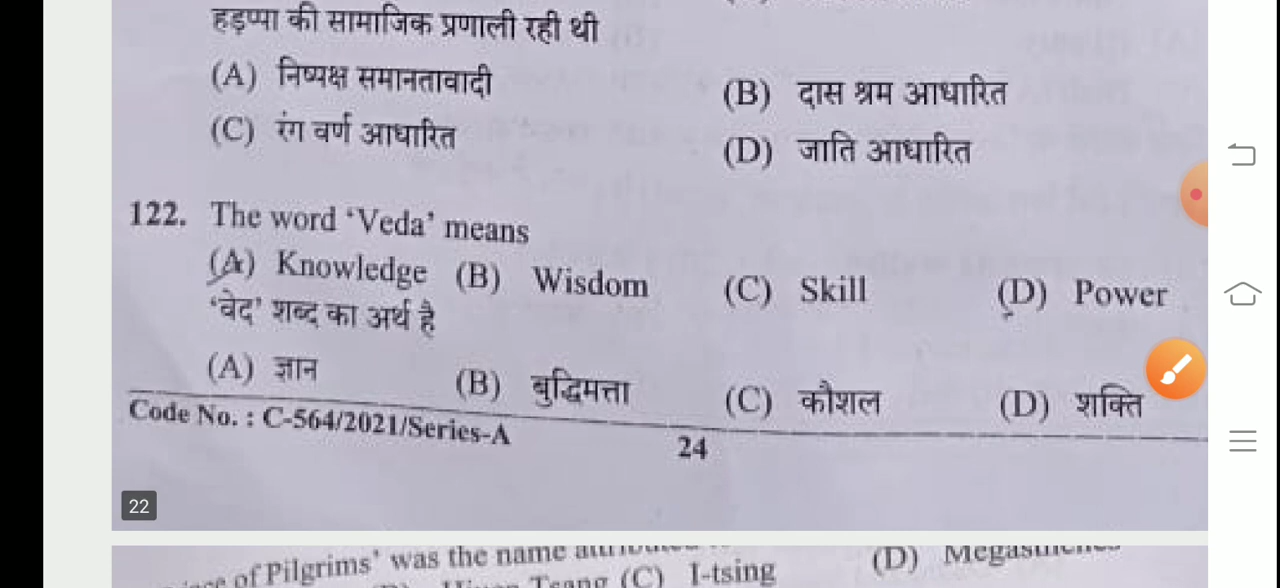 हड़प्पा की सामाजिक प्रणाली रही थी
(A) निष्पक्ष समानतावादी (B) दास श्रम आधारित
(C) रंग वर्ण आधारित (D) जाति आधारित
122. The word ‘Veda’ means
(A) Knowledge (B) Wisdom (C) Skill (D) Power
‘वेद’ शब्द का अर्थ है
(A) ज्ञान (B) बुद्धिमत्ता (C) कौशल (D) शक्ति
Code No. : C-564/2021/Series-A
24
22
of Pilgrims’ was the name
(D) Megasthenes
Tsang (C) I-tsing